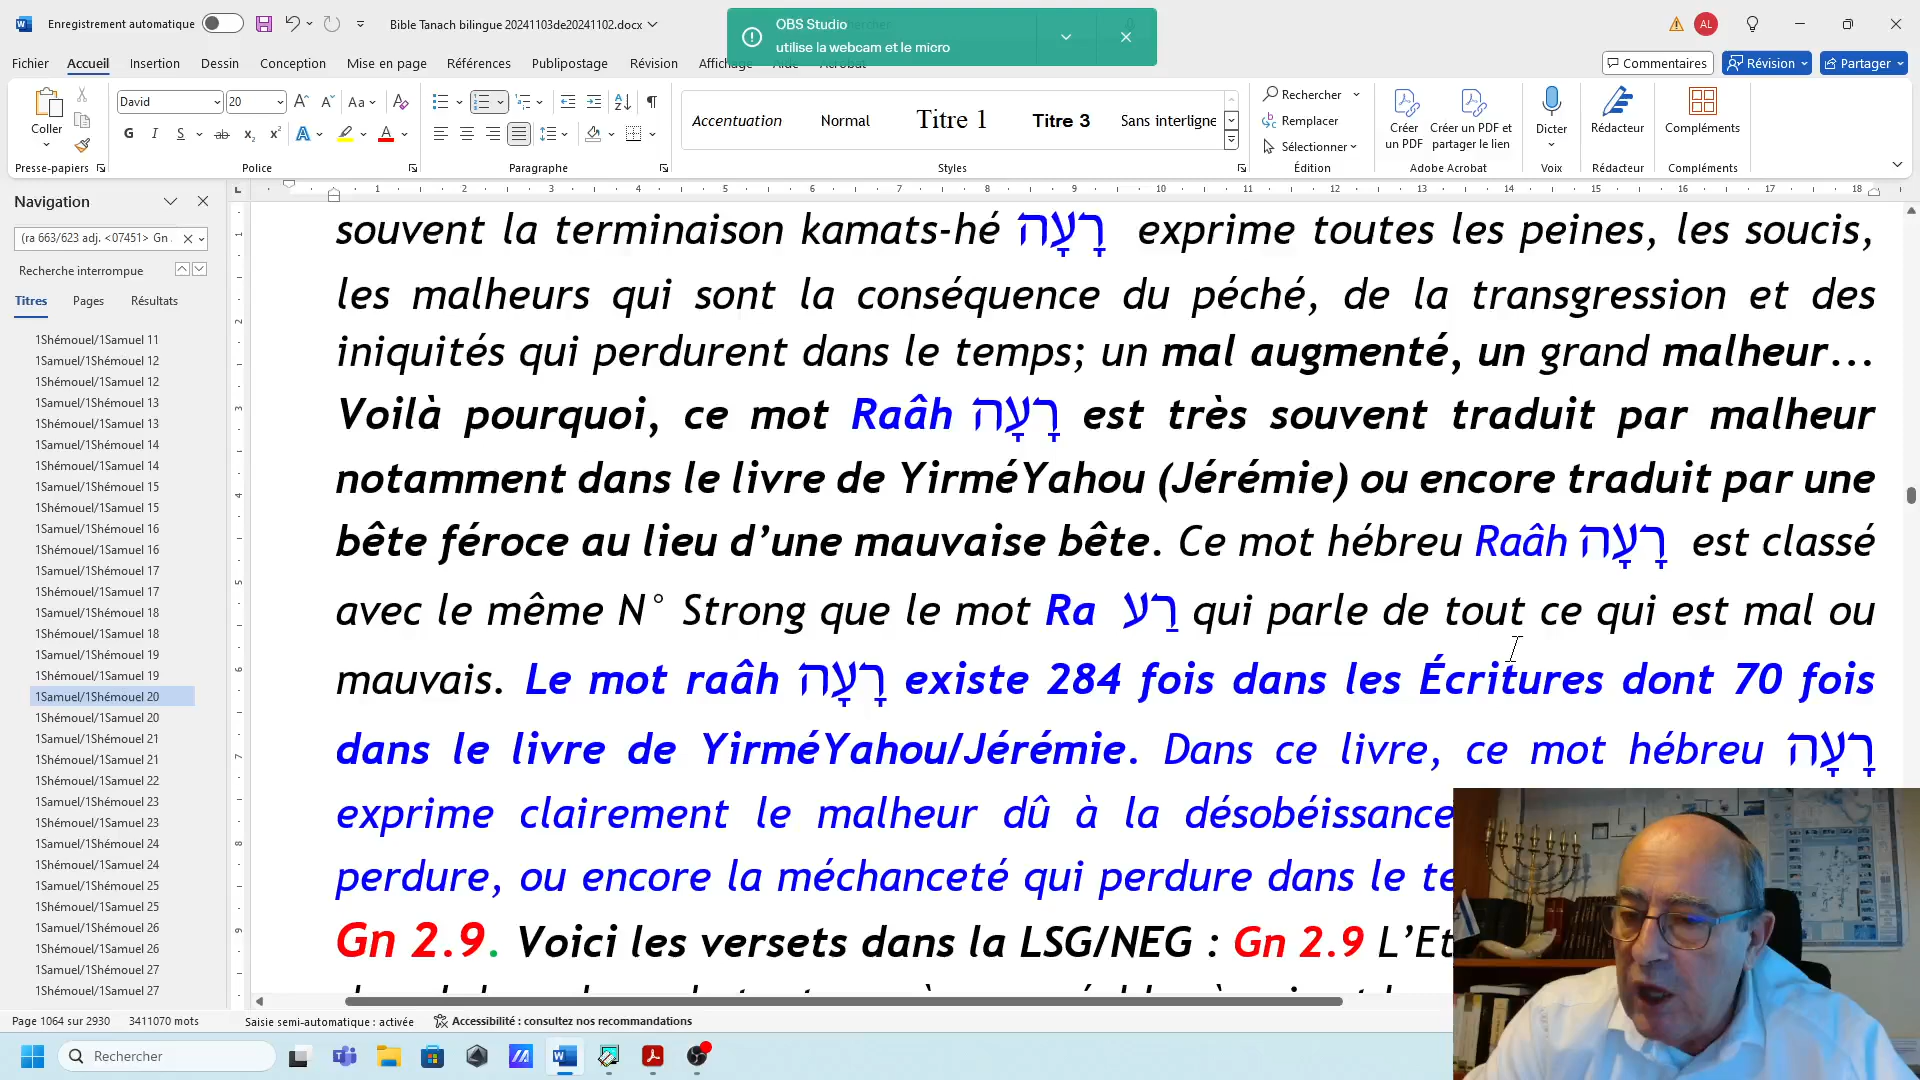 Enregistrement automatique
Bible Tanach bilingue 20241103de20241102.docx
OBS Studio
utilise la webcam et le micro
AL
Fichier Accueil Insertion Dessin Conception Mise en page Références Publipostage Révision Affichage Aide Acrobat
Commentaires Révision Partager
Coller
David 20
Accentuation Normal Titre 1 Titre 3 Sans interligne
Rechercher
Remplacer
Sélectionner
Créer un PDF
Créer un PDF et partager le lien
Dicter
Rédacteur
Compléments
Presse-papiers Police Paragraphe Styles Édition Adobe Acrobat Voix Rédacteur Compléments
Navigation
(ra 663/623 adj. <07451> Gn
Recherche interrompue
Titres Pages Résultats
1Shémouel/1Samuel 11
1Samuel/1Shémouel 12
1Shémouel/1Samuel 12
1Samuel/1Shémouel 13
1Shémouel/1Samuel 13
1Samuel/1Shémouel 14
1Shémouel/1Samuel 14
1Samuel/1Shémouel 15
1Shémouel/1Samuel 15
1Samuel/1Shémouel 16
1Shémouel/1Samuel 16
1Samuel/1Shémouel 17
1Shémouel/1Samuel 17
1Samuel/1Shémouel 18
1Shémouel/1Samuel 18
1Samuel/1Shémouel 19
1Shémouel/1Samuel 19
1Samuel/1Shémouel 20
1Shémouel/1Samuel 20
1Samuel/1Shémouel 21
1Shémouel/1Samuel 21
1Samuel/1Shémouel 22
1Samuel/1Shémouel 23
1Shémouel/1Samuel 23
1Samuel/1Shémouel 24
1Shémouel/1Samuel 24
1Samuel/1Shémouel 25
1Shémouel/1Samuel 25
1Samuel/1Shémouel 26
1Shémouel/1Samuel 26
1Samuel/1Shémouel 27
1Shémouel/1Samuel 27
souvent la terminaison kamats-hé רָעָה exprime toutes les peines, les soucis,
les malheurs qui sont la conséquence du péché, de la transgression et des
iniquités qui perdurent dans le temps; un mal augmenté, un grand malheur...
Voilà pourquoi, ce mot Raâh רָעָה est très souvent traduit par malheur
notamment dans le livre de YirméYahou (Jérémie) ou encore traduit par une
bête féroce au lieu d’une mauvaise bête. Ce mot hébreu Raâh רָעָה est classé
avec le même N° Strong que le mot Ra רַע qui parle de tout ce qui est mal ou
mauvais. Le mot raâh רָעָה existe 284 fois dans les Écritures dont 70 fois
dans le livre de YirméYahou/Jérémie. Dans ce livre, ce mot hébreu רָעָה
exprime clairement le malheur dû à la désobéissance
perdure, ou encore la méchanceté qui perdure dans le
Gn 2.9. Voici les versets dans la LSG/NEG : Gn 2.9 L’Et
Page 1064 sur 2930 3411070 mots Saisie semi-automatique : activée Accessibilité : consultez nos recommandations
Rechercher